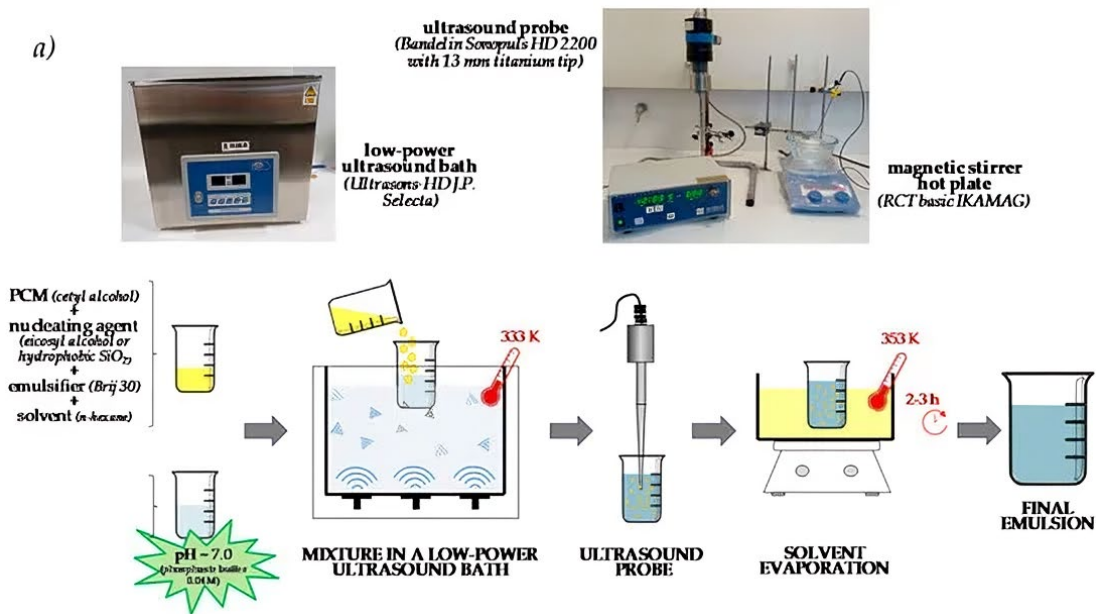 a)
ultrasound probe
(Bandelin Sonopuls HD 2200
with 13 mm titanium tip)
low-power
ultrasound bath
(Ultrasons-HD J.P.
Selecta)
magnetic stirrer
hot plate
(RCT basic IKAMAG)
PCM (cetyl alcohol)
+
nucleating agent
(eicosyl alcohol or
hydrophobic SiO2)
+
emulsifier (Brij 30)
+
solvent (n-hexane)
333 K
353 K
2-3 h
pH ~ 7.0
(phosphaste buffer
0.04 M)
MIXTURE IN A LOW-POWER
ULTRASOUND BATH
ULTRASOUND
PROBE
SOLVENT
EVAPORATION
FINAL
EMULSION